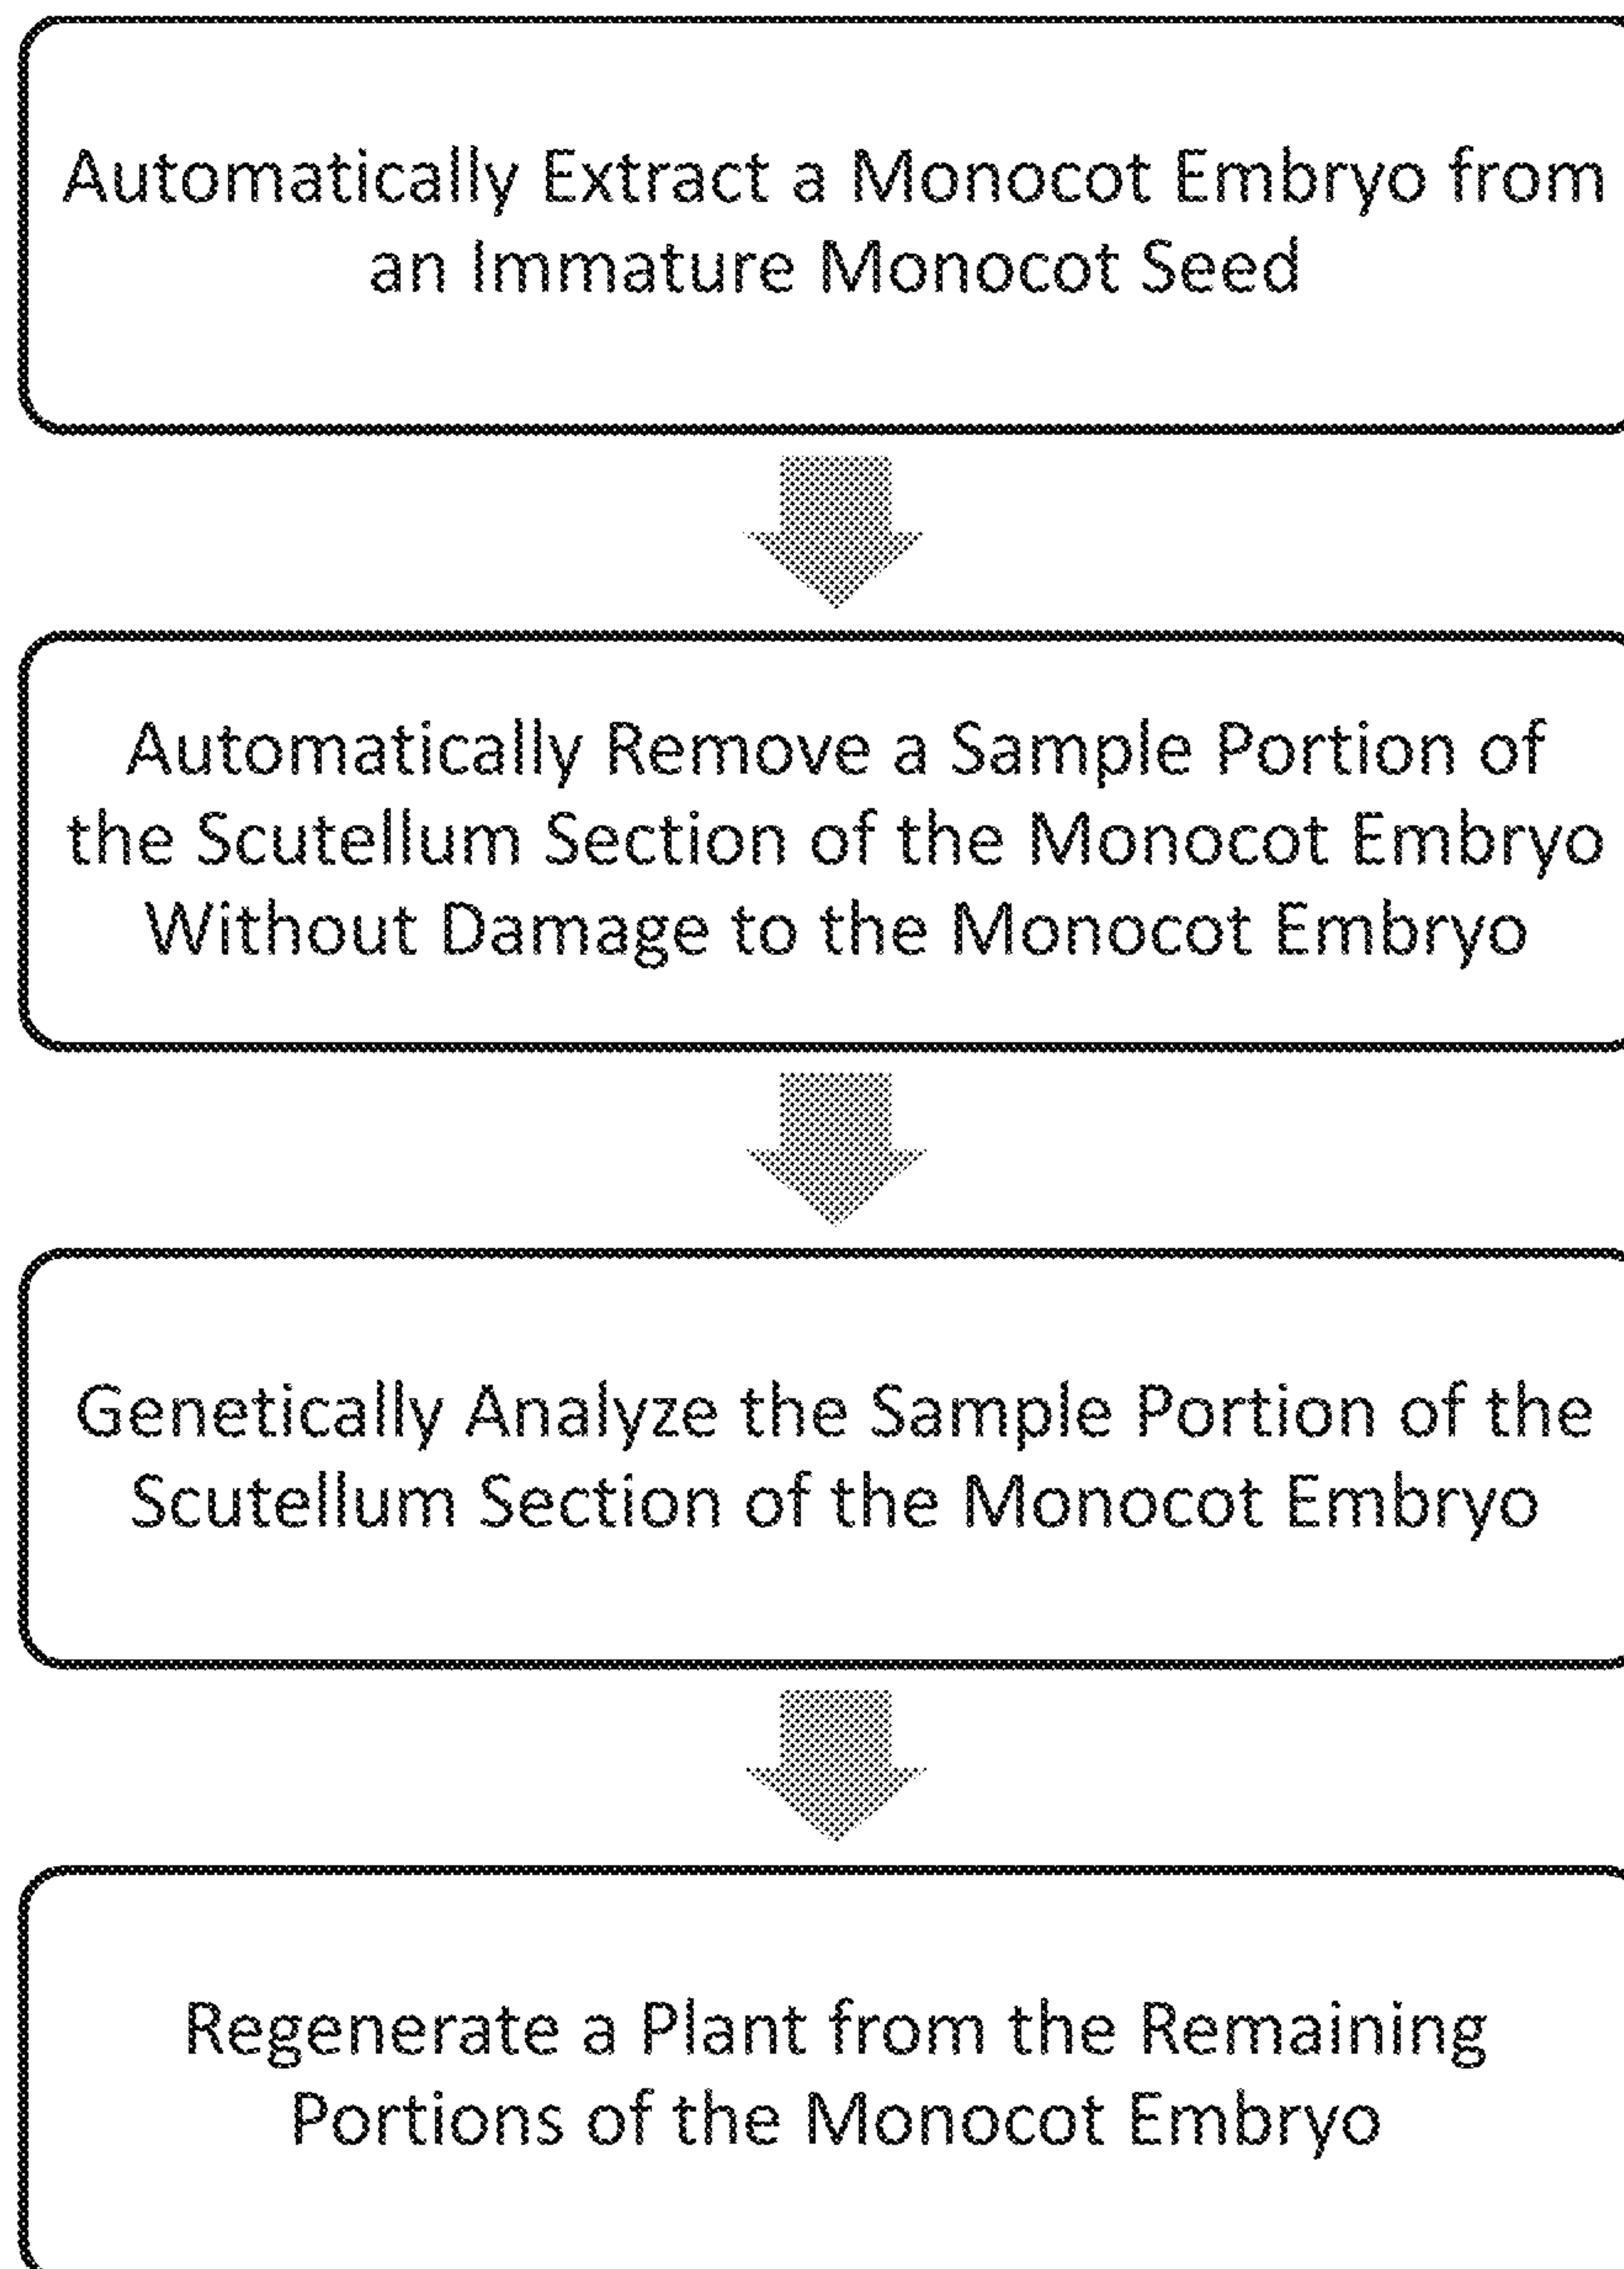 Automatically Extract a Monocot Embryo from
an Immature Monocot Seed
Automatically Remove a Sample Portion of
the Scutellum Section of the Monocot Embryo
Without Damage to the Monocot Embryo
Genetically Analyze the Sample Portion of the
Scutellum Section of the Monocot Embryo
Regenerate a Plant from the Remaining
Portions of the Monocot Embryo